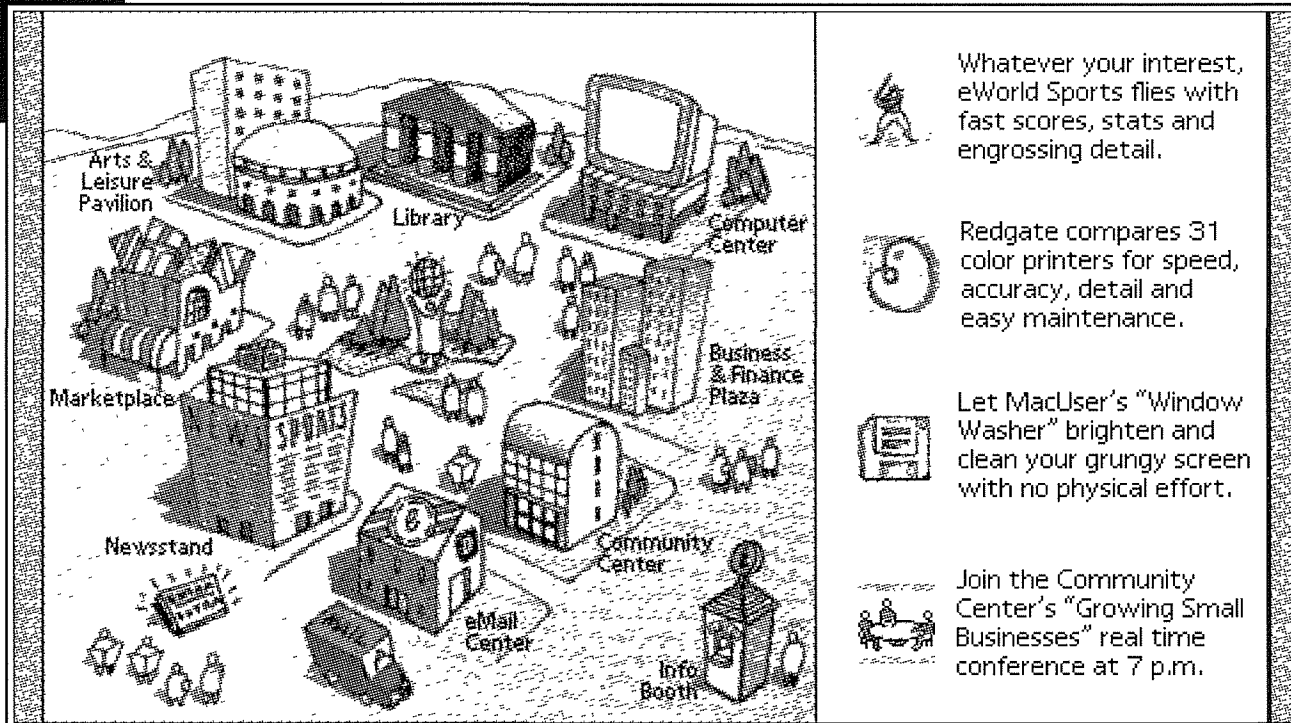 Arts &
Leisure
Pavilion
Library
Computer
Center
Marketplace
Business
& Finance
Plaza
NEWS
SPORTS
Newsstand
Community
Center
eMail
Center
Info
Booth
Whatever your interest,
eWorld Sports flies with
fast scores, stats and
engrossing detail.
Redgate compares 31
color printers for speed,
accuracy, detail and
easy maintenance.
Let MacUser's “Window
Washer” brighten and
clean your grungy screen
with no physical effort.
Join the Community
Center's “Growing Small
Businesses” real time
conference at 7 p.m.